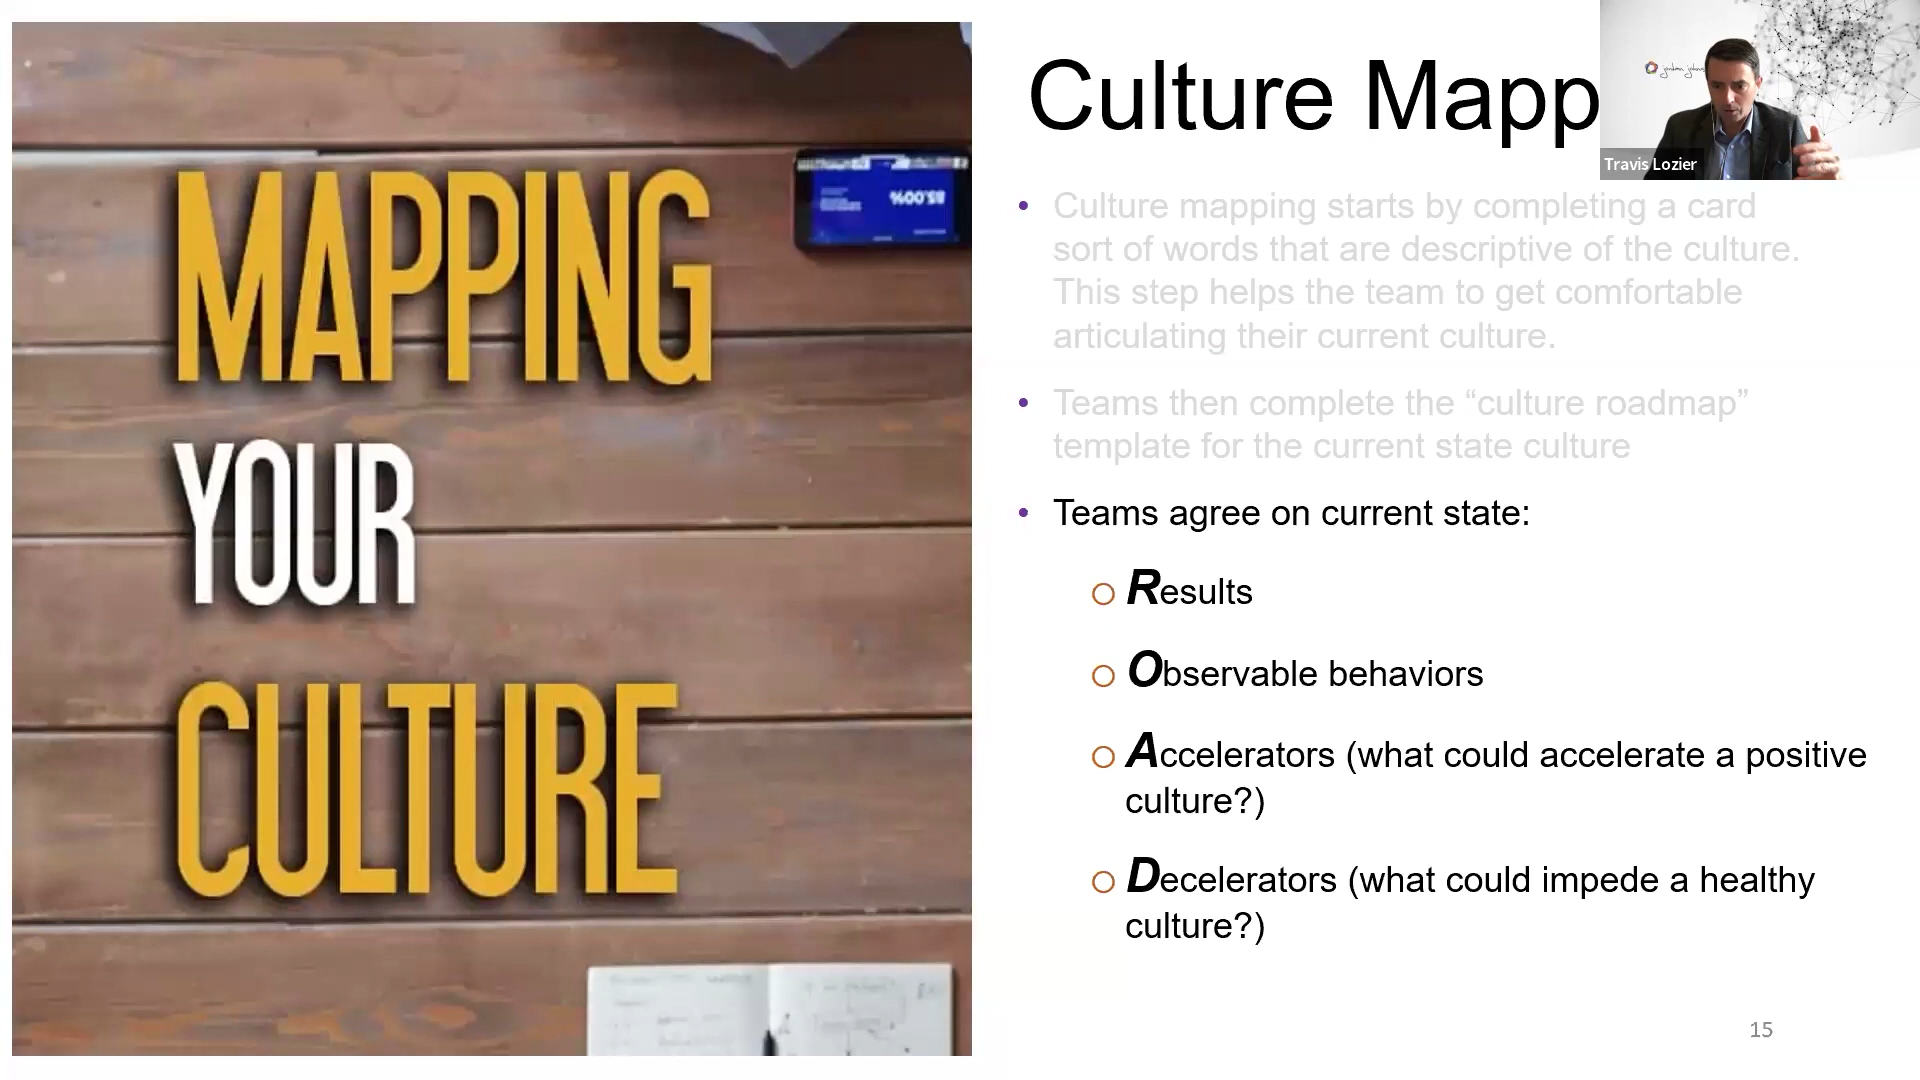 MAPPING
YOUR
CULTURE
85.00%
Culture Mapp
Travis Lozier
• Culture mapping starts by completing a card
sort of words that are descriptive of the culture.
This step helps the team to get comfortable
articulating their current culture.
• Teams then complete the “culture roadmap”
template for the current state culture
• Teams agree on current state:
Results
Observable behaviors
Accelerators (what could accelerate a positive
culture?)
Decelerators (what could impede a healthy
culture?)
15